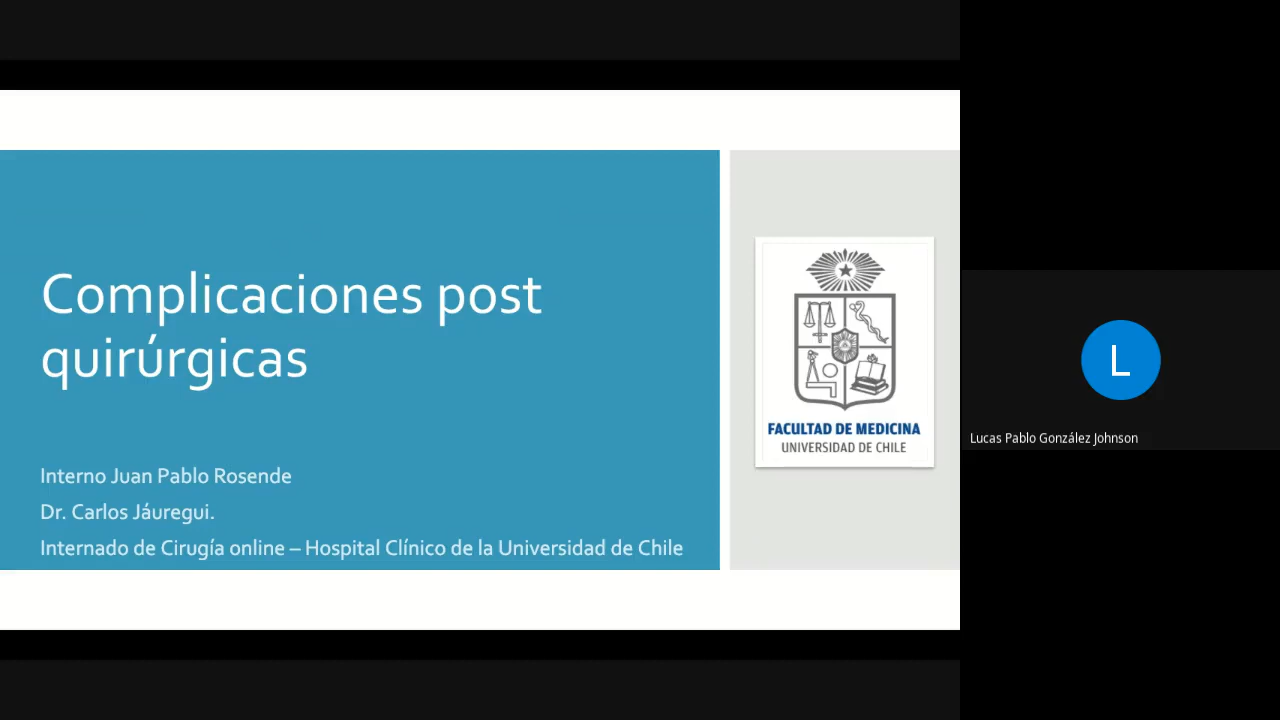 Complicaciones post
quirúrgicas
Interno Juan Pablo Rosende
Dr. Carlos Jáuregui.
Internado de Cirugía online – Hospital Clínico de la Universidad de Chile
FACULTAD DE MEDICINA
UNIVERSIDAD DE CHILE
L
Lucas Pablo González Johnson